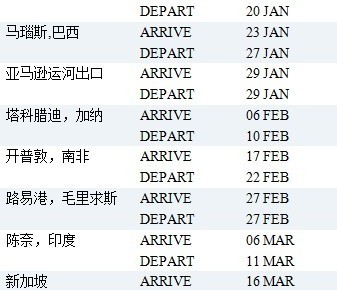 DEPART 20 JAN
马瑙斯,巴西 ARRIVE 23 JAN
DEPART 27 JAN
亚马逊运河出口 ARRIVE 29 JAN
DEPART 29 JAN
塔科腊迪，加纳 ARRIVE 06 FEB
DEPART 10 FEB
开普敦，南非 ARRIVE 17 FEB
DEPART 22 FEB
路易港，毛里求斯 ARRIVE 27 FEB
DEPART 27 FEB
陈奈，印度 ARRIVE 06 MAR
DEPART 11 MAR
新加坡 ARRIVE 16 MAR